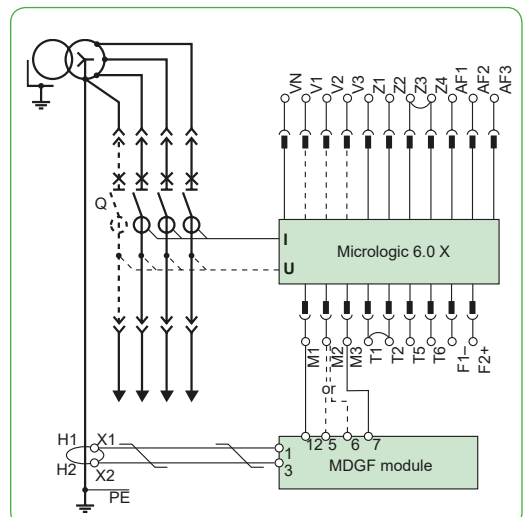 VN V1 V2 V3 Z1 Z2 Z3 Z4 AF1 AF2 AF3
Q
I
Micrologic 6.0 X
U
M1 M2 M3 T1 T2 T5 T6 F1– F2+
or
12 5 6 7
H1 X1
1
MDGF module
H2 X2
3
PE